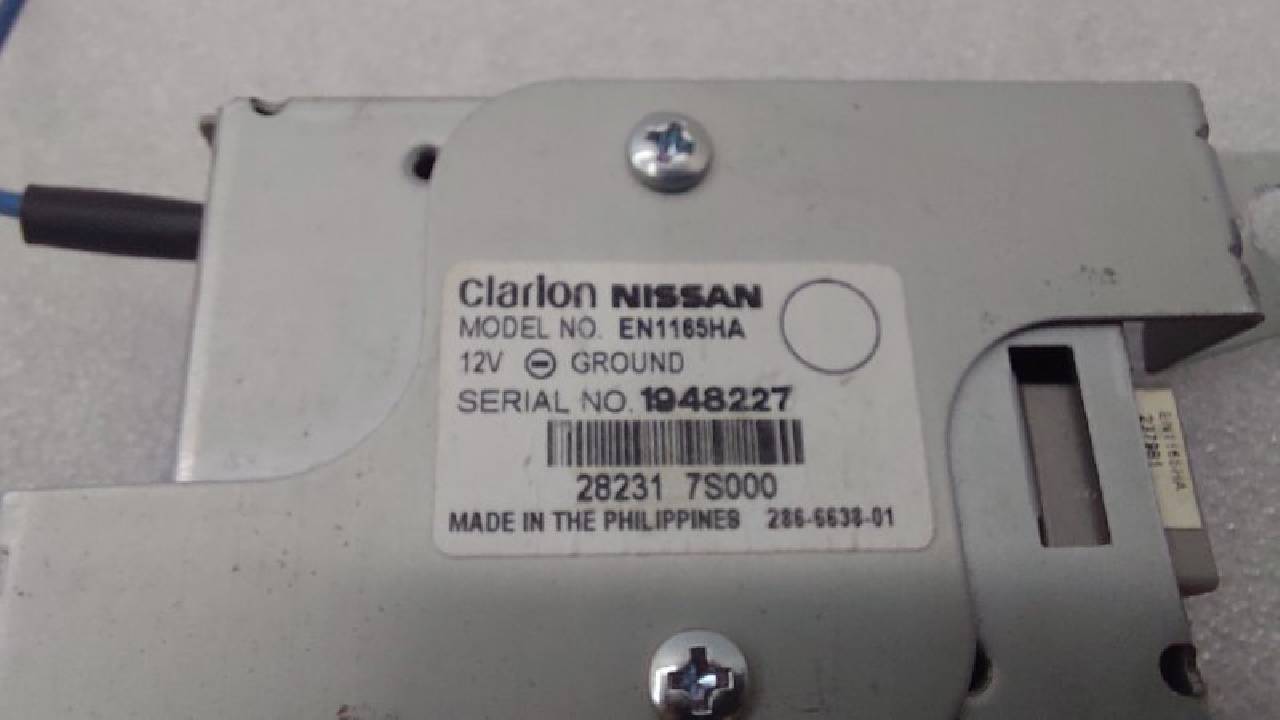 Clarion NISSAN
MODEL NO. EN1165HA
12V ⊖ GROUND
SERIAL NO. 1948227
28231 7S000
MADE IN THE PHILIPPINES 286-6638-01
EN1165HA